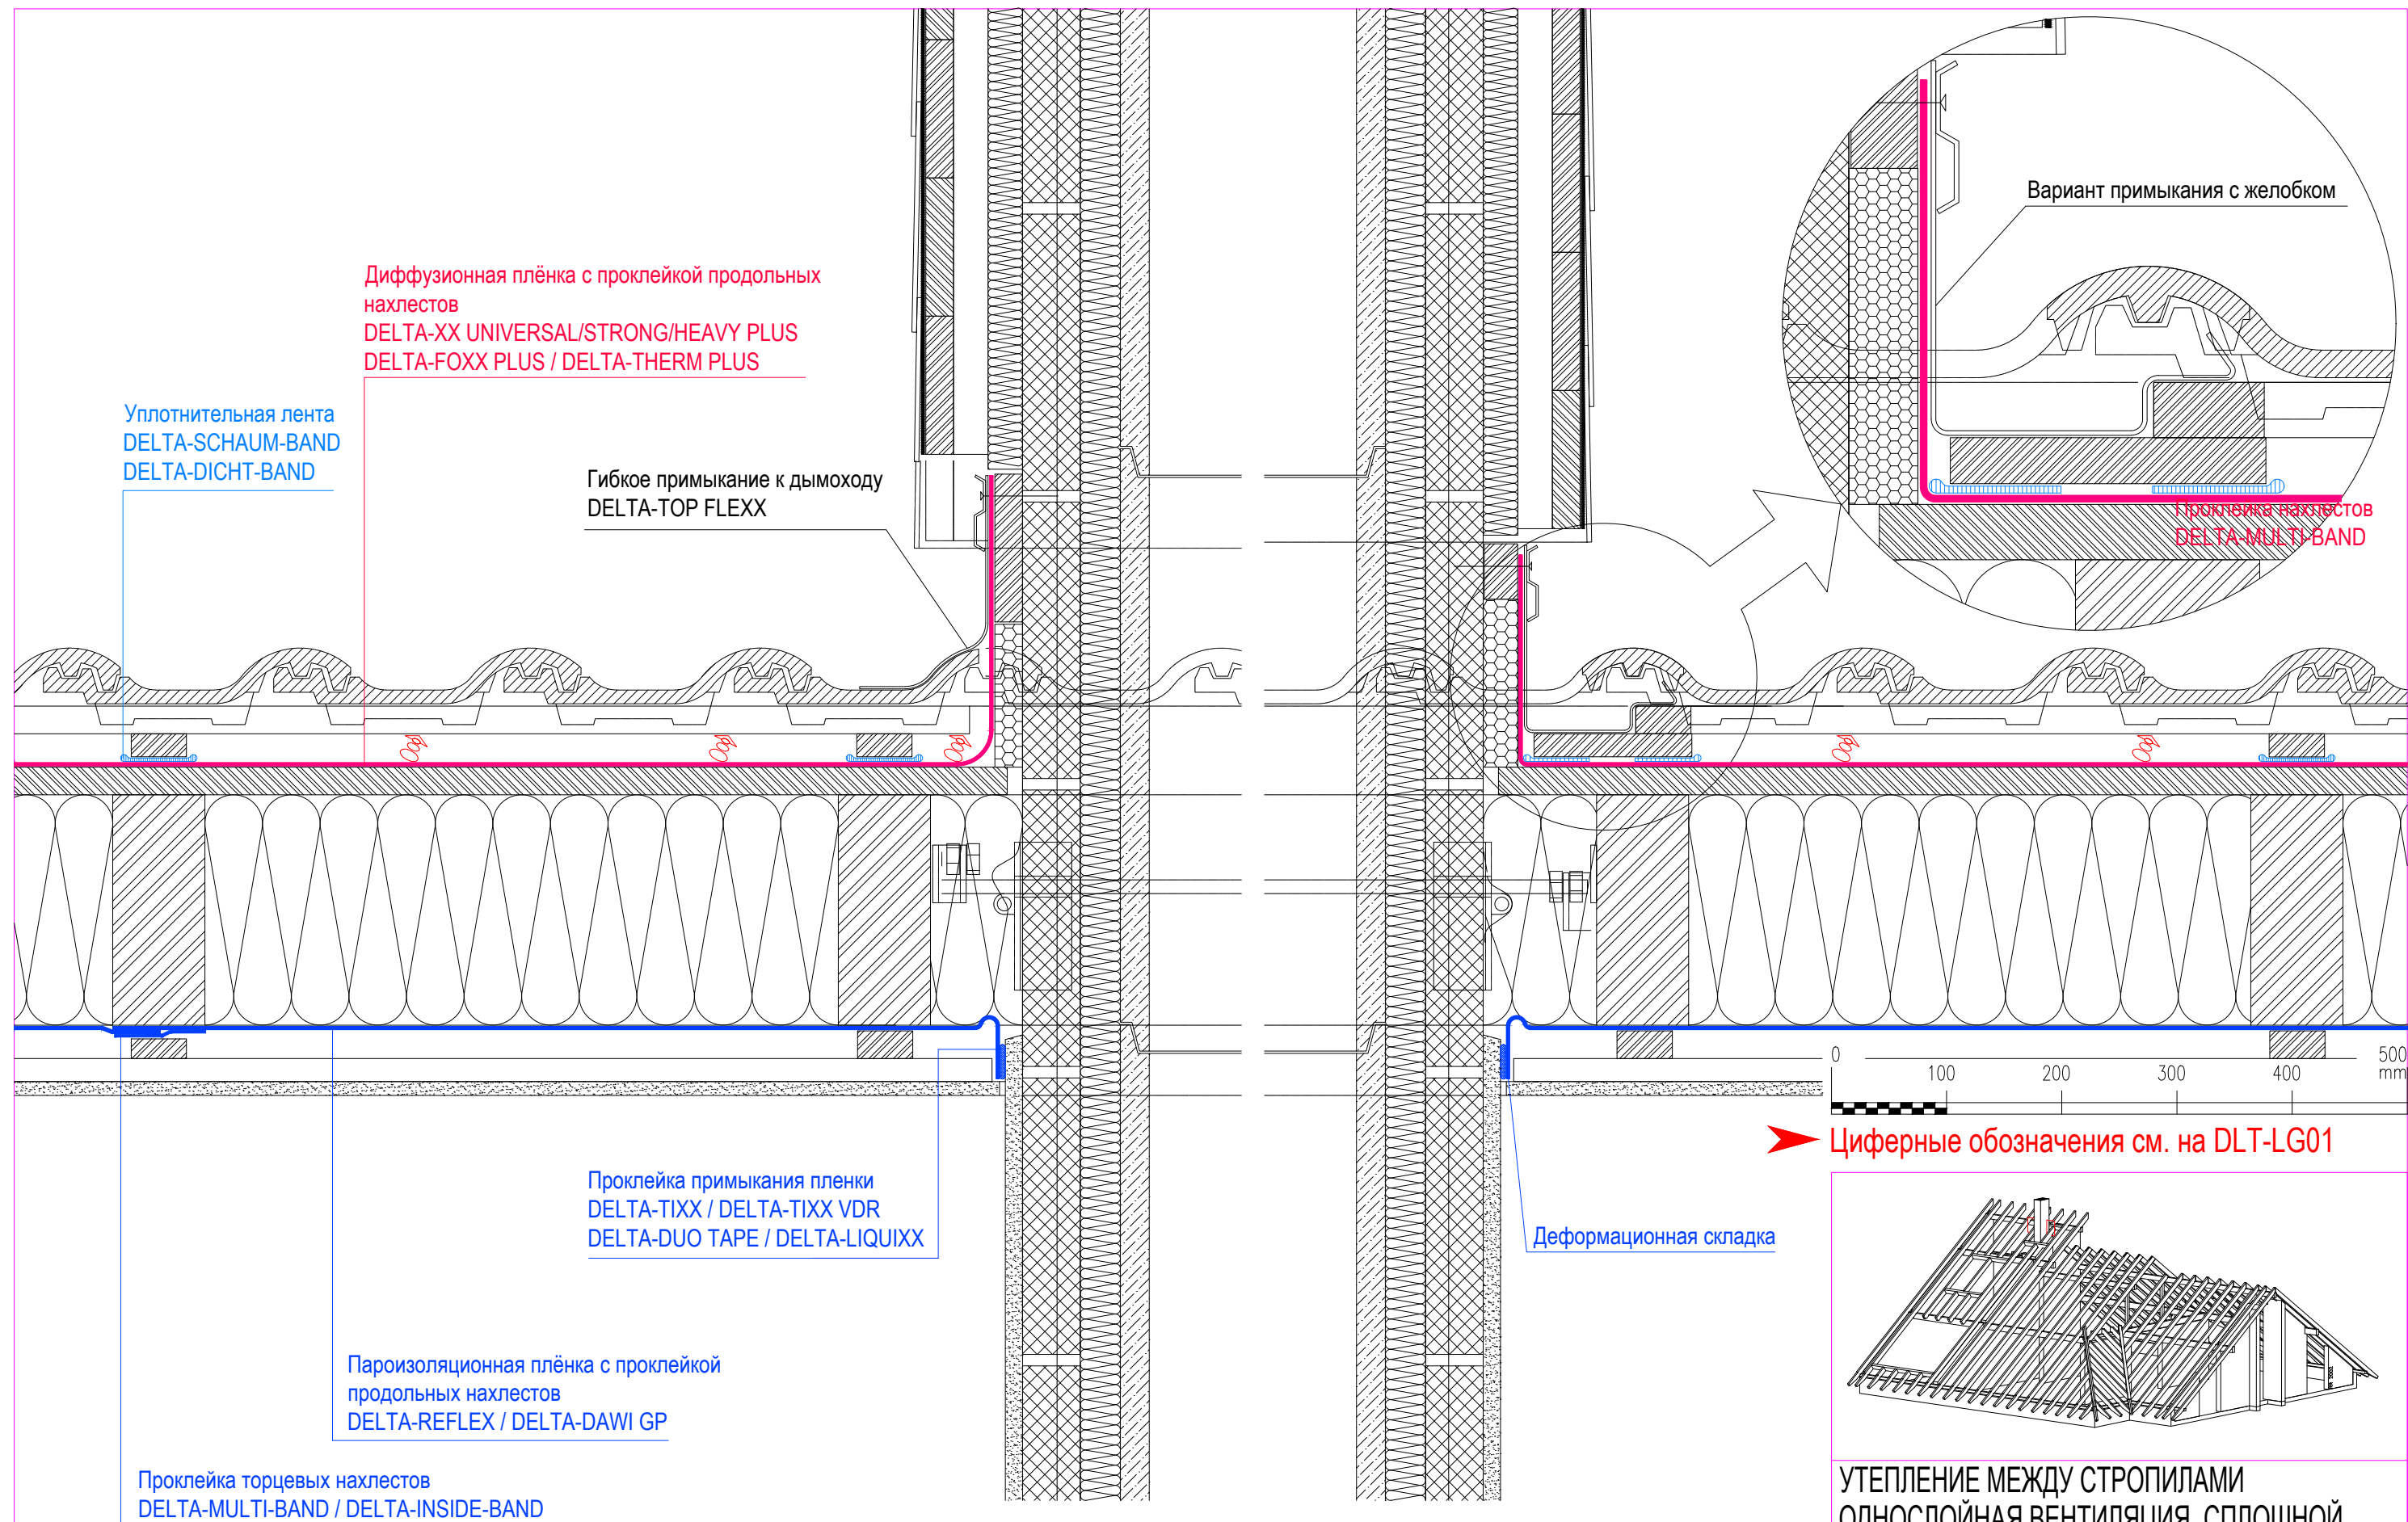 Вариант примыкания с желобком
Диффузионная плёнка с проклейкой продольных
нахлестов
DELTA-XX UNIVERSAL/STRONG/HEAVY PLUS
DELTA-FOXX PLUS / DELTA-THERM PLUS
Уплотнительная лента
DELTA-SCHAUM-BAND
DELTA-DICHT-BAND
Гибкое примыкание к дымоходу
DELTA-TOP FLEXX
Проклейка нахлестов
DELTA-MULTI-BAND
0 500
100 200 300 400 mm
Циферные обозначения см. на DLT-LG01
Проклейка примыкания пленки
DELTA-TIXX / DELTA-TIXX VDR
DELTA-DUO TAPE / DELTA-LIQUIXX
Деформационная складка
Пароизоляционная плёнка с проклейкой
продольных нахлестов
DELTA-REFLEX / DELTA-DAWI GP
Проклейка торцевых нахлестов
DELTA-MULTI-BAND / DELTA-INSIDE-BAND
УТЕПЛЕНИЕ МЕЖДУ СТРОПИЛАМИ
ОДНОСЛОЙНАЯ ВЕНТИЛЯЦИЯ, СПЛОШНОЙ